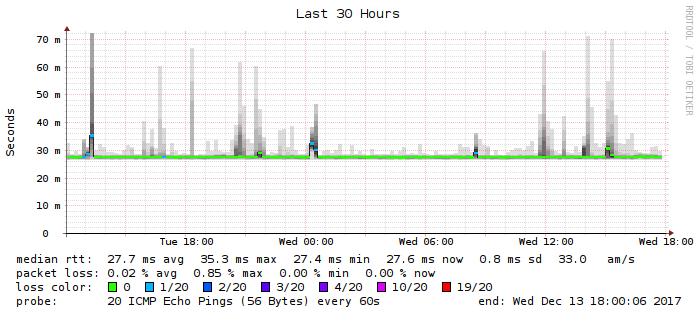 Last 30 Hours
RRDTOOL / TOBI OETIKER
Seconds
70 m
60 m
50 m
40 m
30 m
20 m
10 m
0
Tue 18:00 Wed 00:00 Wed 06:00 Wed 12:00 Wed 18:00
median rtt: 27.7 ms avg 35.3 ms max 27.4 ms min 27.6 ms now 0.8 ms sd 33.0 am/s
packet loss: 0.02 % avg 0.85 % max 0.00 % min 0.00 % now
loss color: 0 1/20 2/20 3/20 4/20 10/20 19/20
probe: 20 ICMP Echo Pings (56 Bytes) every 60s end: Wed Dec 13 18:00:06 2017